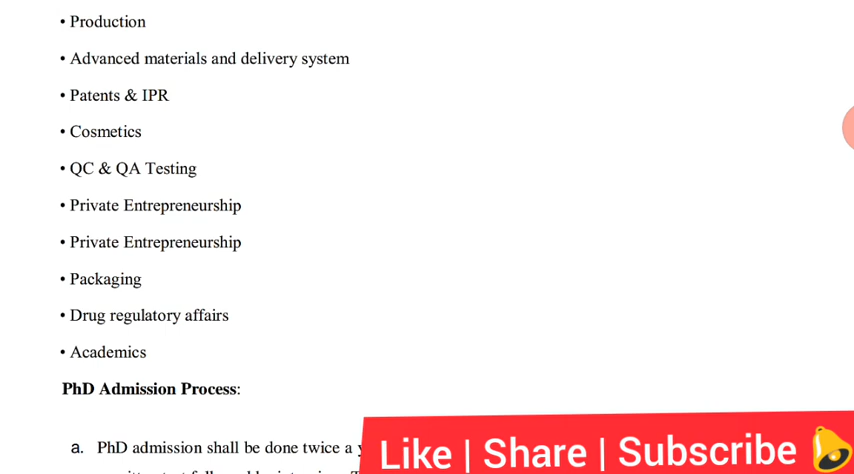 • Production
• Advanced materials and delivery system
• Patents & IPR
• Cosmetics
• QC & QA Testing
• Private Entrepreneurship
• Private Entrepreneurship
• Packaging
• Drug regulatory affairs
• Academics
PhD Admission Process:
a. PhD admission shall be done twice a
Like | Share | Subscribe